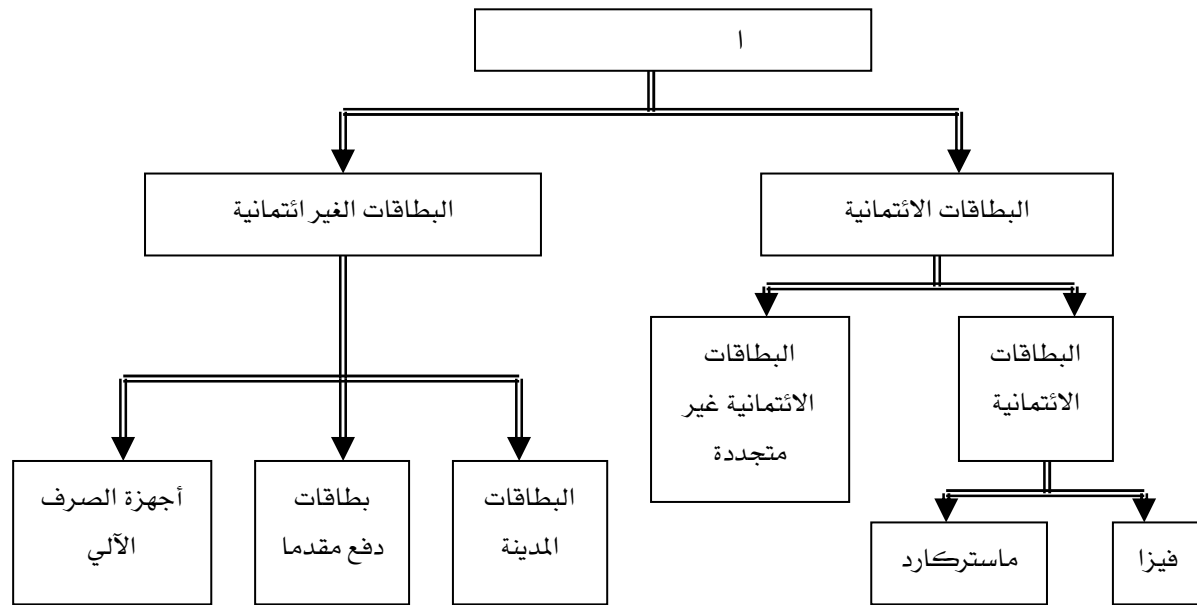 ا
البطاقات الائتمانية
البطاقات الغير ائتمانية
البطاقات
الائتمانية
البطاقات
الائتمانية غير
متجددة
البطاقات
المدينة
بطاقات
دفع مقدما
أجهزة الصرف
الآلي
فيزا
ماستركارد